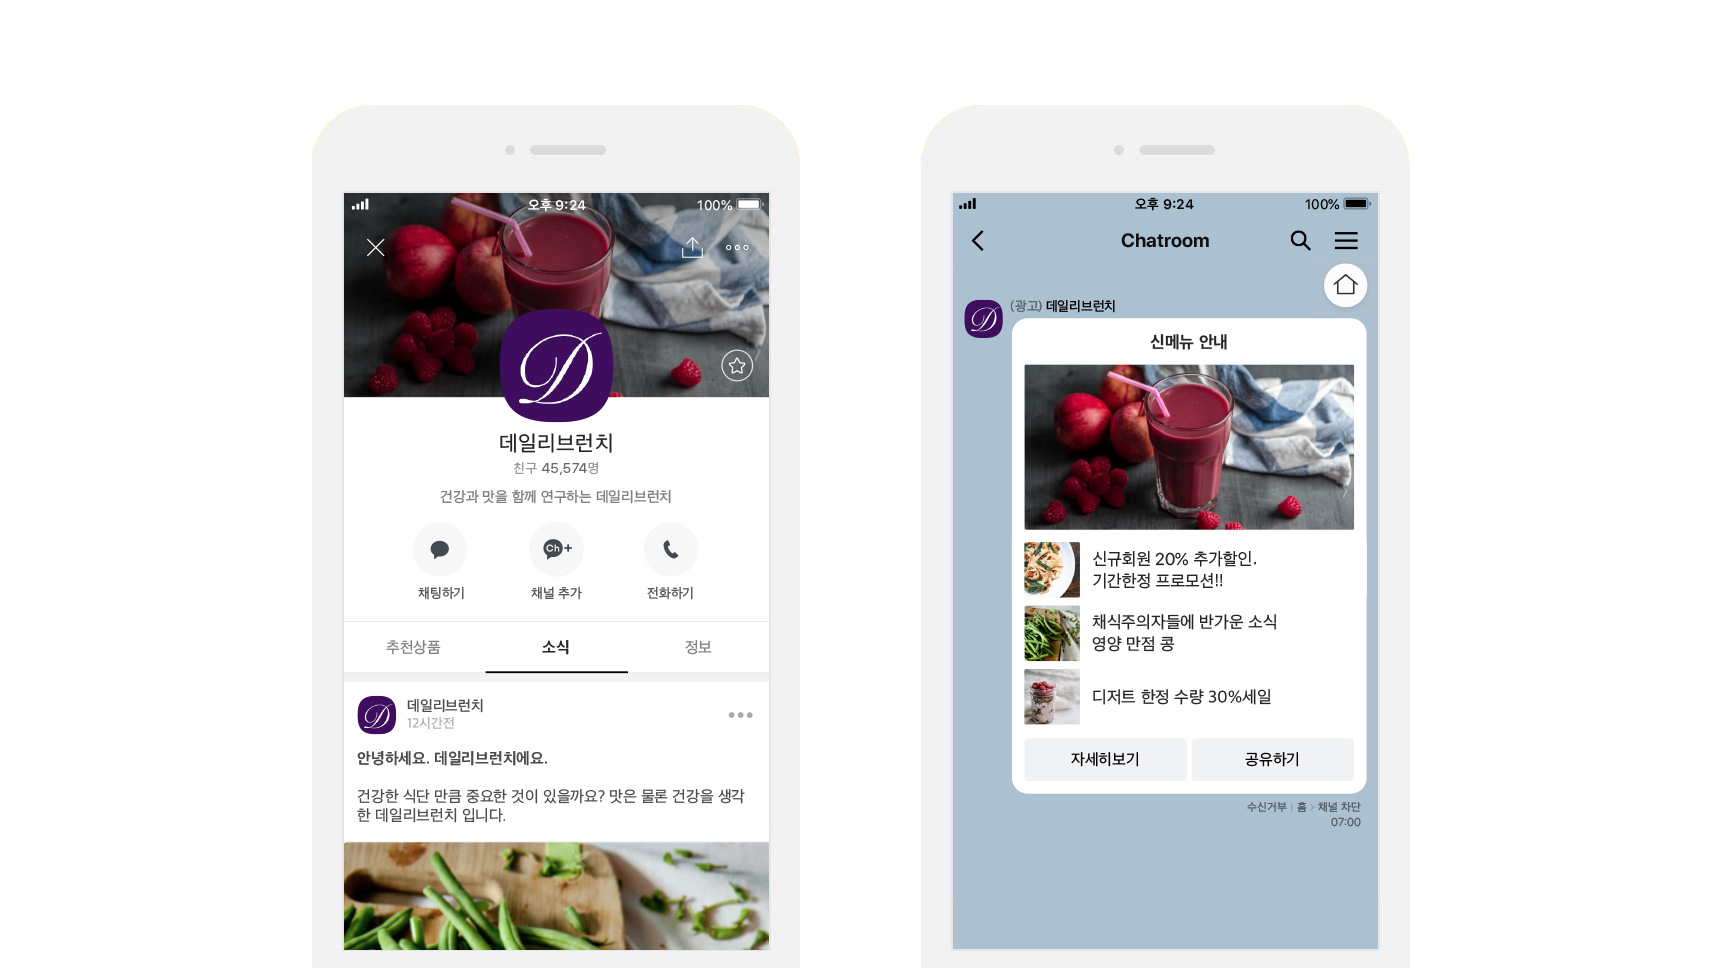 오후 9:24
100%
D
데일리브런치
친구 45,574명
건강과 맛을 함께 연구하는 데일리브런치
Ch+
채팅하기
채널 추가
전화하기
추천상품
소식
정보
D
데일리브런치
12시간전
안녕하세요. 데일리브런치에요.
건강한 식단 만큼 중요한 것이 있을까요? 맛은 물론 건강을 생각
한 데일리브런치 입니다.
오후 9:24
100%
Chatroom
D
(광고) 데일리브런치
신메뉴 안내
신규회원 20% 추가할인.
기간한정 프로모션!!
채식주의자들에 반가운 소식
영양 만점 콩
디저트 한정 수량 30%세일
자세히보기
공유하기
수신거부 | 홈 > 채널 차단
07:00